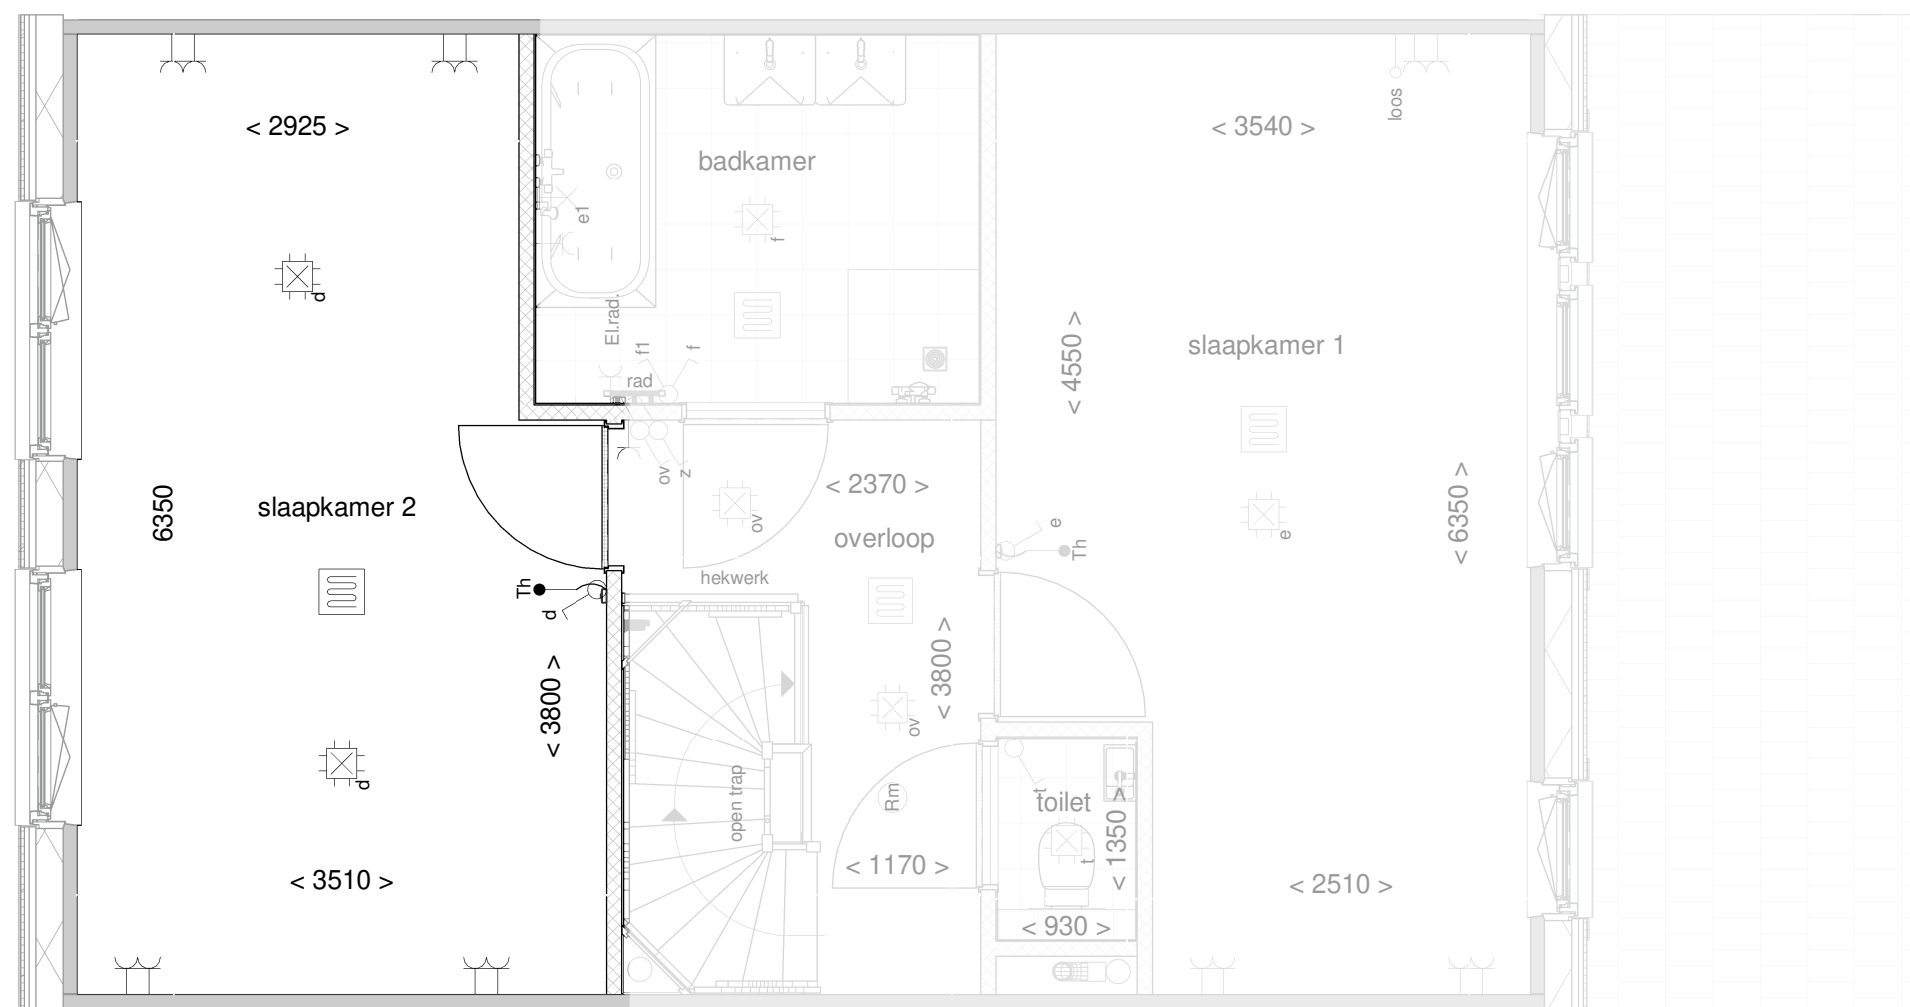 < 2925 >
< 3540 >
loos
badkamer
e1
f
d
El.rad.
f1
f
rad
slaapkamer 1
< 4550 >
ov
z
< 2370 >
ov
overloop
6350
slaapkamer 2
< 6350 >
e
Th
e
hekwerk
Th
d
< 3800 >
< 3800 >
ov
d
open trap
Rm
t
toilet
< 1350 >
t
< 1170 >
< 3510 >
< 2510 >
< 930 >